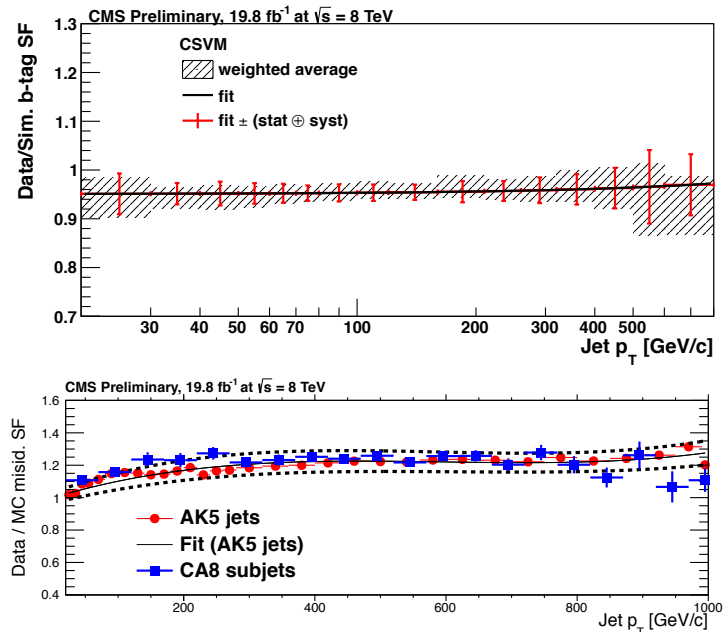 CMS Preliminary, 19.8 fb⁻¹ at √s = 8 TeV
Data/Sim. b-tag SF
1.3
1.2
1.1
1
0.9
0.8
0.7
CSVM
weighted average
fit
fit ± (stat ⊕ syst)
30 40 50 60 70 100 200 300 400 500
Jet p_T [GeV/c]
CMS Preliminary, 19.8 fb⁻¹ at √s = 8 TeV
Data / MC misid. SF
1.6
1.4
1.2
1
0.8
0.6
0.4
AK5 jets
Fit (AK5 jets)
CA8 subjets
200 400 600 800 1000
Jet p_T [GeV/c]